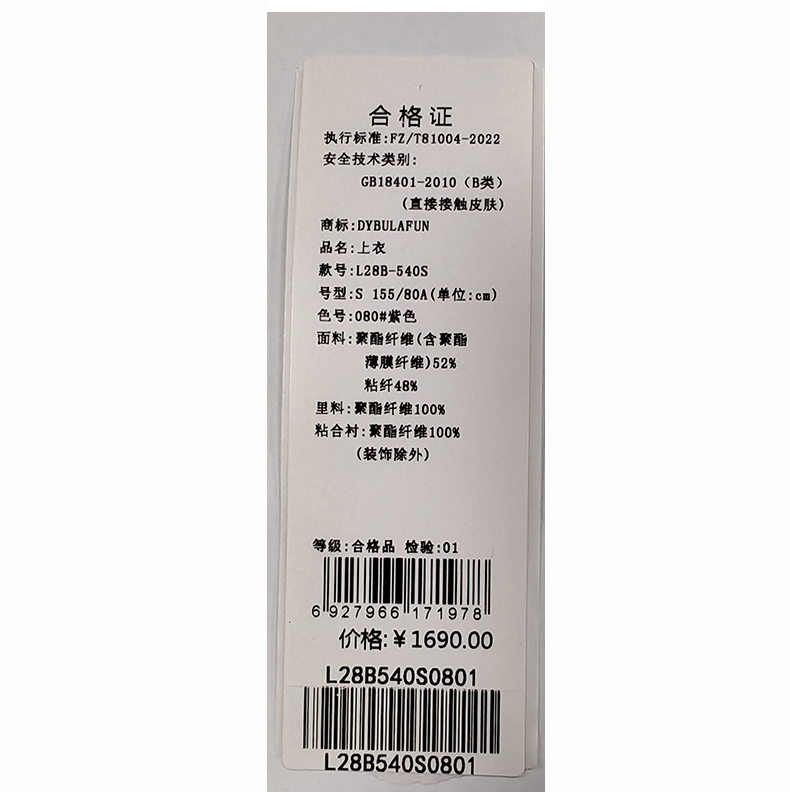 合格证
执行标准:FZ/T81004-2022
安全技术类别:
GB18401-2010（B类）
(直接接触皮肤)
商标:DYBULAFUN
品名:上衣
款号:L28B-540S
号型:S 155/80A(单位:cm)
色号:080#紫色
面料:聚酯纤维(含聚酯
薄膜纤维)52%
粘纤48%
里料:聚酯纤维100%
粘合衬:聚酯纤维100%
(装饰除外)
等级:合格品 检验:01
6 927966 171978
价格:￥1690.00
L28B540S0801
L28B540S0801